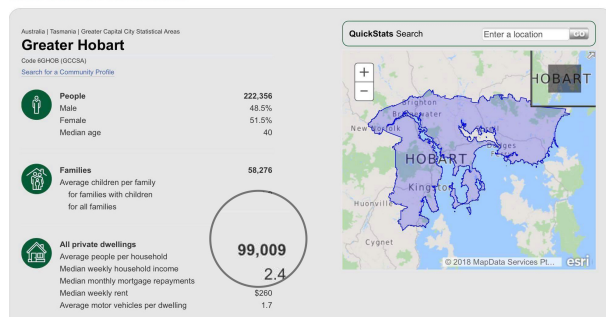 Australia | Tasmania | Greater Capital City Statistical Areas
Greater Hobart
Code 6GHOB (GCCSA)
Search for a Community Profile
People 222,356
Male 48.5%
Female 51.5%
Median age 40
Families 58,276
Average children per family
for families with children
for all families
All private dwellings 99,009
Average people per household 2.4
Median weekly household income
Median monthly mortgage repayments
Median weekly rent $260
Average motor vehicles per dwelling 1.7
QuickStats Search Enter a location GO
+
−
HOBART
Brighton
New Norfolk
HOBART
Kingston
Huonville
Cygnet
© 2018 MapData Services Pt... esri